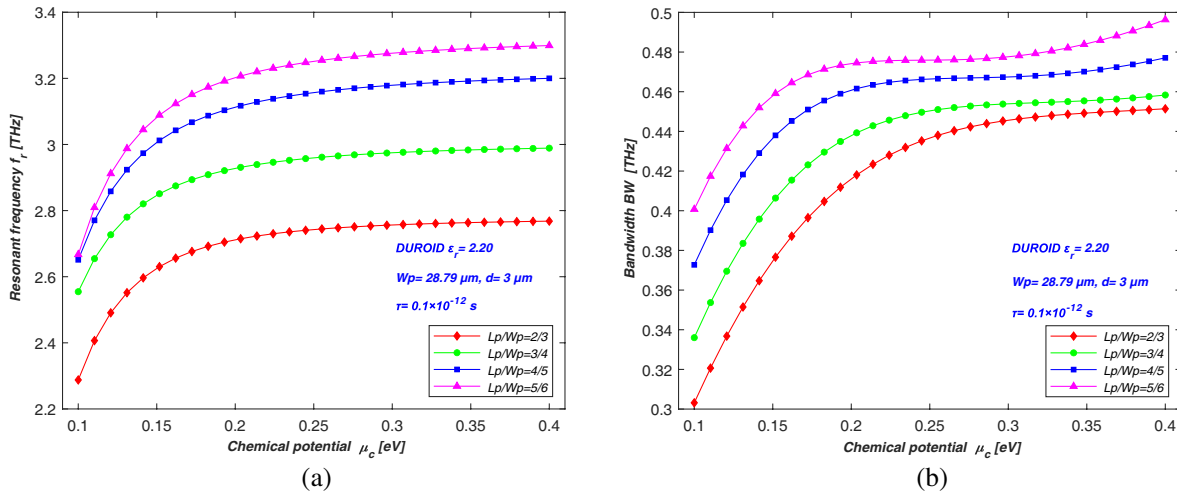 3.4
3.2
3
2.8
2.6
2.4
2.2
Resonant frequency f_r [THz]
DUROID ε_r = 2.20
Wp= 28.79 μm, d= 3 μm
τ= 0.1×10^-12 s
Lp/Wp=2/3
Lp/Wp=3/4
Lp/Wp=4/5
Lp/Wp=5/6
0.1 0.15 0.2 0.25 0.3 0.35 0.4
Chemical potential μ_c [eV]
(a)
0.5
0.48
0.46
0.44
0.42
0.4
0.38
0.36
0.34
0.32
0.3
Bandwidth BW [THz]
DUROID ε_r = 2.20
Wp= 28.79 μm, d= 3 μm
τ= 0.1×10^-12 s
Lp/Wp=2/3
Lp/Wp=3/4
Lp/Wp=4/5
Lp/Wp=5/6
0.1 0.15 0.2 0.25 0.3 0.35 0.4
Chemical potential μ_c [eV]
(b)